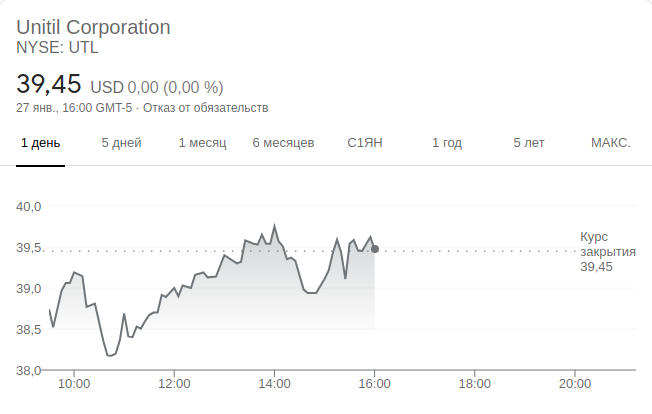 Unitil Corporation
NYSE: UTL
39,45 USD 0,00 (0,00 %)
27 янв., 16:00 GMT-5 · Отказ от обязательств
1 день 5 дней 1 месяц 6 месяцев С1ЯН 1 год 5 лет МАКС.
40,0
39,5
39,0
38,5
38,0
Курс
закрытия
39,45
10:00 12:00 14:00 16:00 18:00 20:00